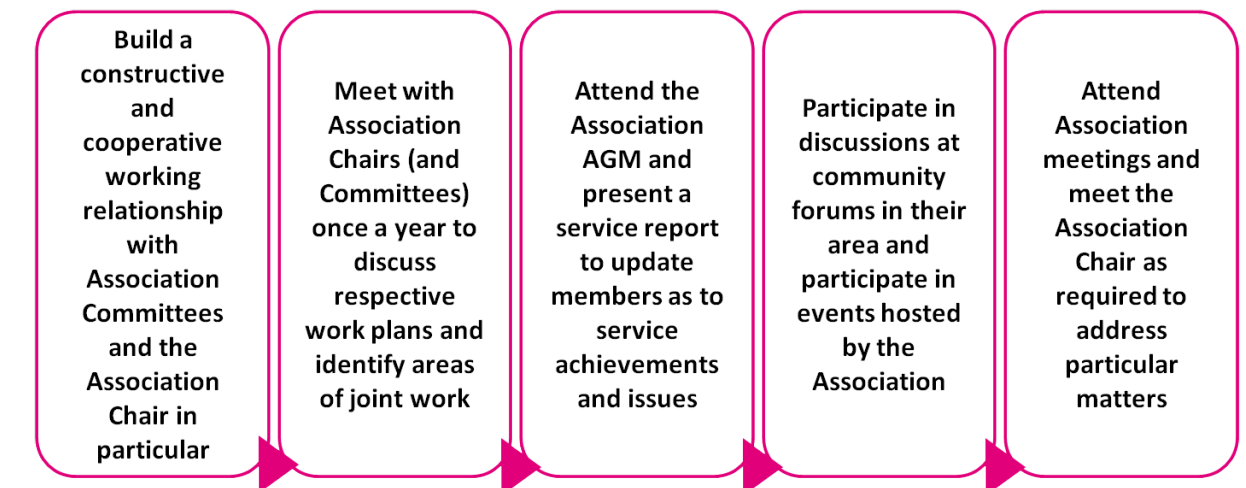 Build a
constructive
and
cooperative
working
relationship
with
Association
Committees
and the
Association
Chair in
particular
Meet with
Association
Chairs (and
Committees)
once a year to
discuss
respective
work plans and
identify areas
of joint work
Attend the
Association
AGM and
present a
service report
to update
members as to
service
achievements
and issues
Participate in
discussions at
community
forums in their
area and
participate in
events hosted
by the
Association
Attend
Association
meetings and
meet the
Association
Chair as
required to
address
particular
matters